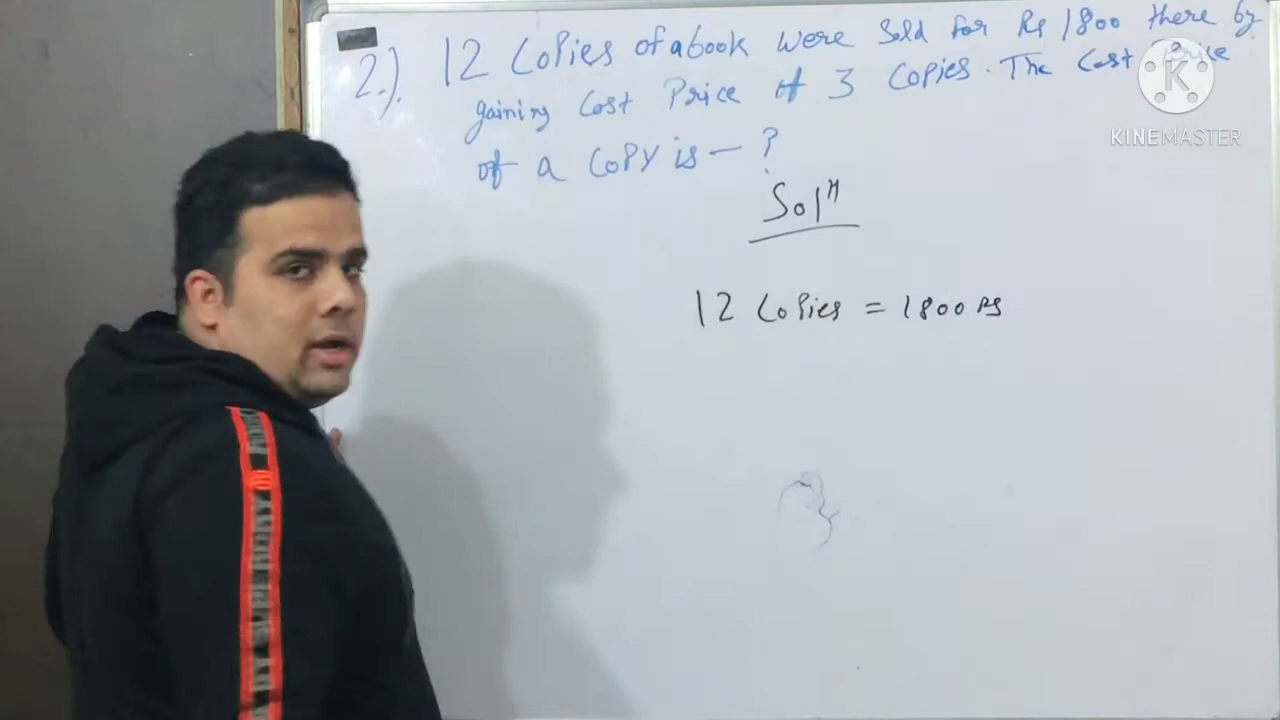 2.). 12 Copies of a book were Sold for Rs 1800 there by
gaining Cost Price of 3 Copies. The Cost Price
of a Copy is — ?
Solⁿ
12 Copies = 1800 Rs
K
KINEMASTER